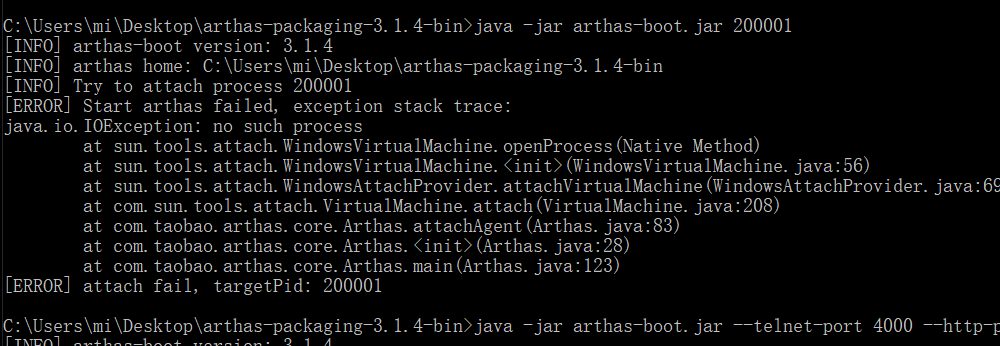 C:\Users\mi\Desktop\arthas-packaging-3.1.4-bin>java -jar arthas-boot.jar 200001
[INFO] arthas-boot version: 3.1.4
[INFO] arthas home: C:\Users\mi\Desktop\arthas-packaging-3.1.4-bin
[INFO] Try to attach process 200001
[ERROR] Start arthas failed, exception stack trace:
java.io.IOException: no such process
at sun.tools.attach.WindowsVirtualMachine.openProcess(Native Method)
at sun.tools.attach.WindowsVirtualMachine.<init>(WindowsVirtualMachine.java:56)
at sun.tools.attach.WindowsAttachProvider.attachVirtualMachine(WindowsAttachProvider.java:69
at com.sun.tools.attach.VirtualMachine.attach(VirtualMachine.java:208)
at com.taobao.arthas.core.Arthas.attachAgent(Arthas.java:83)
at com.taobao.arthas.core.Arthas.<init>(Arthas.java:28)
at com.taobao.arthas.core.Arthas.main(Arthas.java:123)
[ERROR] attach fail, targetPid: 200001
C:\Users\mi\Desktop\arthas-packaging-3.1.4-bin>java -jar arthas-boot.jar --telnet-port 4000 --http-p
[INFO] arthas-boot version: 3.1.4